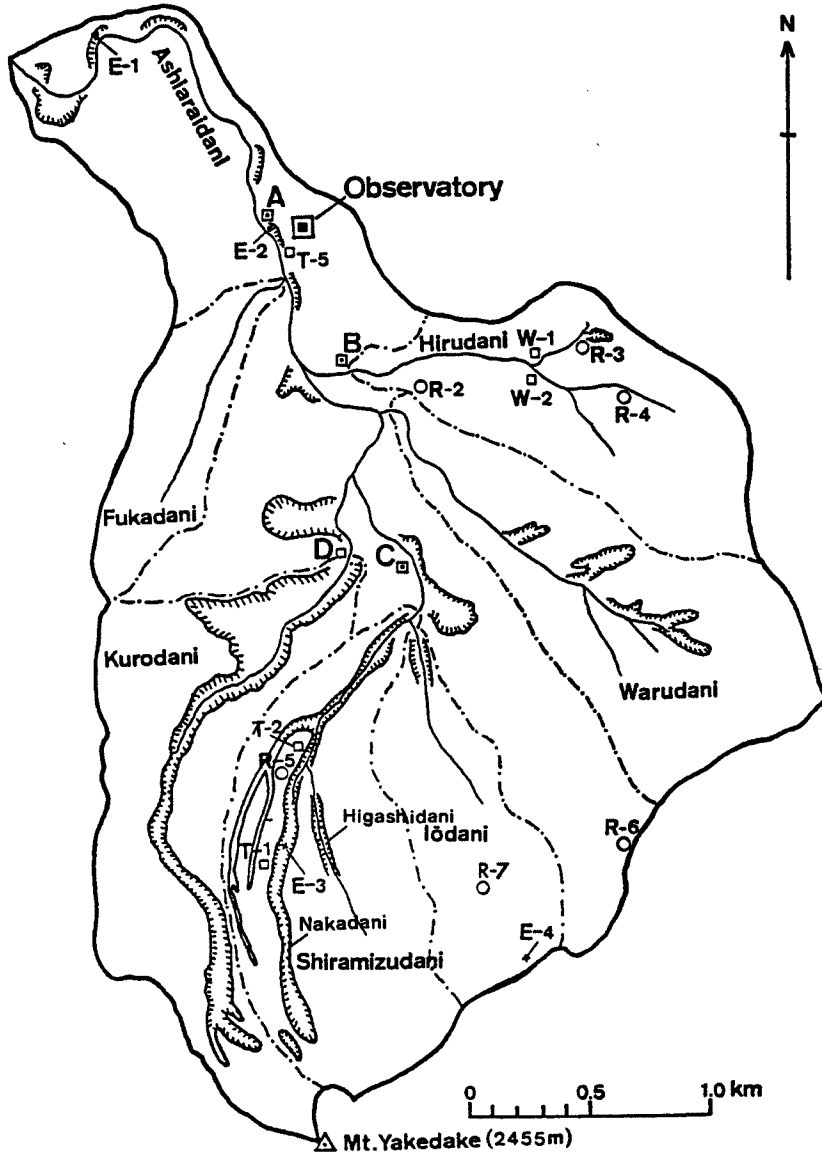 N
E-1
Ashiaraidani
A
Observatory
E-2
T-5
B
Hirudani
W-1
R-3
R-2
W-2
R-4
Fukadani
D
C
Kurodani
Warudani
T-2
R-5
Higashidani
Iōdani
R-6
T-1
E-3
R-7
Nakadani
E-4
Shiramizudani
0 0.5 1.0 km
Mt. Yakedake (2455m)